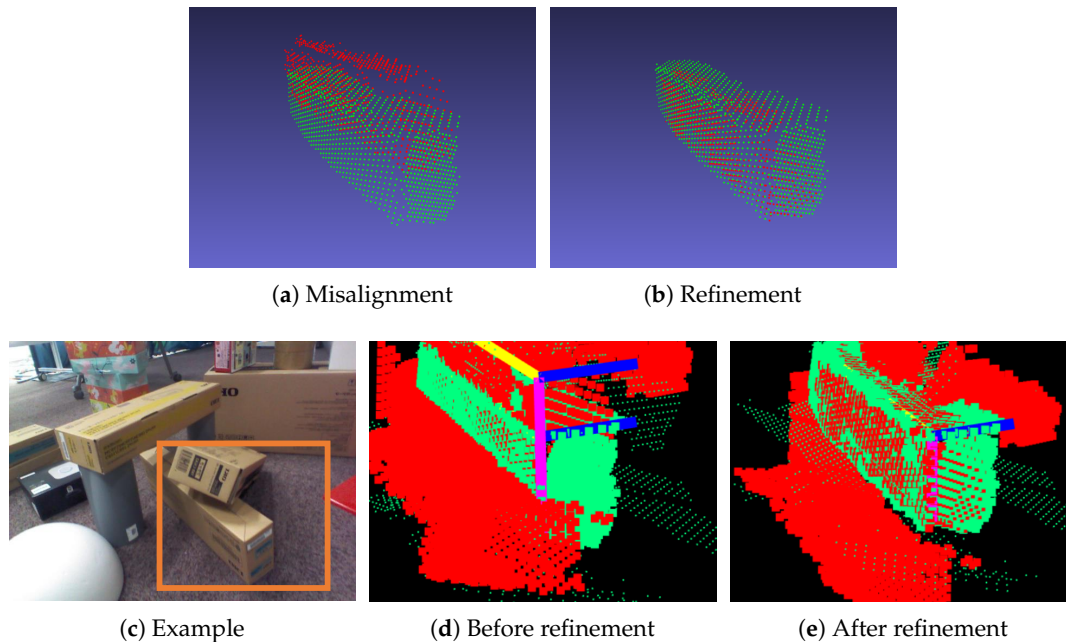 (a) Misalignment
(b) Refinement
(c) Example
(d) Before refinement
(e) After refinement